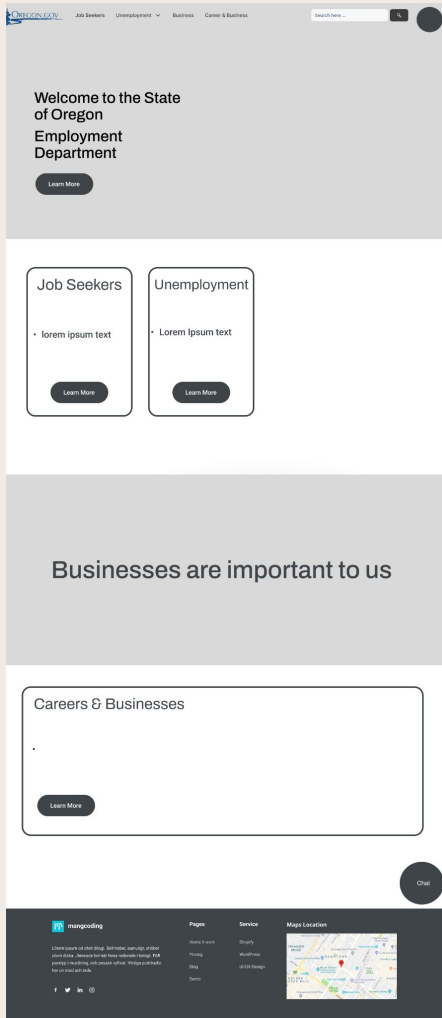 OREGON.GOV
Job Seekers Unemployment Business Career & Business
Search here ...
Welcome to the State
of Oregon
Employment
Department
Learn More
Job Seekers
• lorem ipsum text
Learn More
Unemployment
• Lorem Ipsum text
Learn More
Businesses are important to us
Careers & Businesses
•
Learn More
Chat
mangcoding
Pages
Service
Maps Location
Home II work
Pricing
Blog
Demo
Shopify
WordPress
UI/UX Design